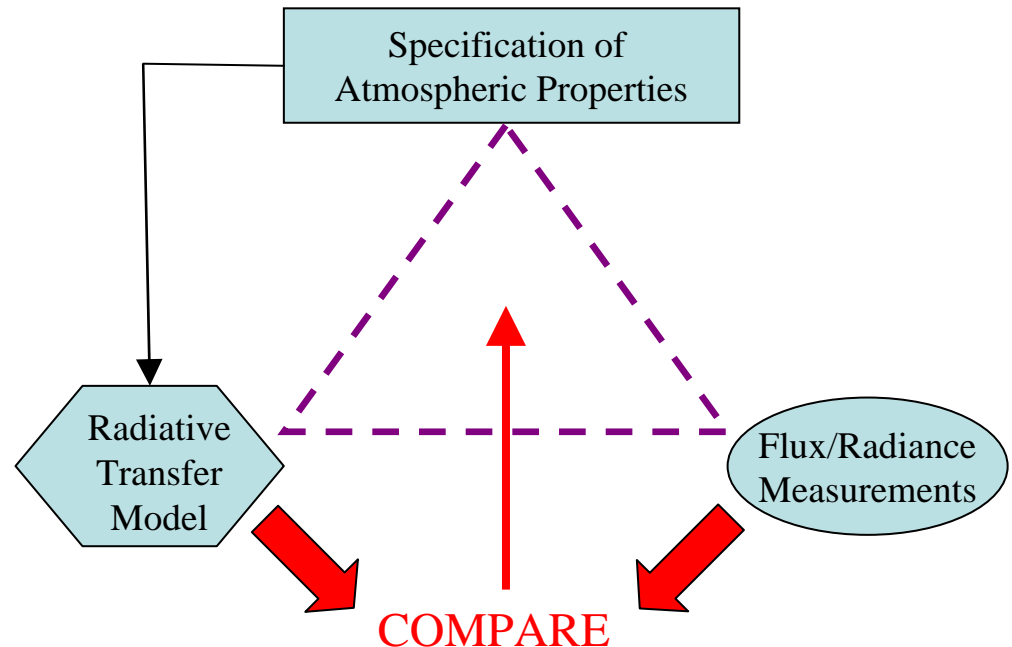 Specification of
Atmospheric Properties
Radiative
Transfer
Model
Flux/Radiance
Measurements
COMPARE